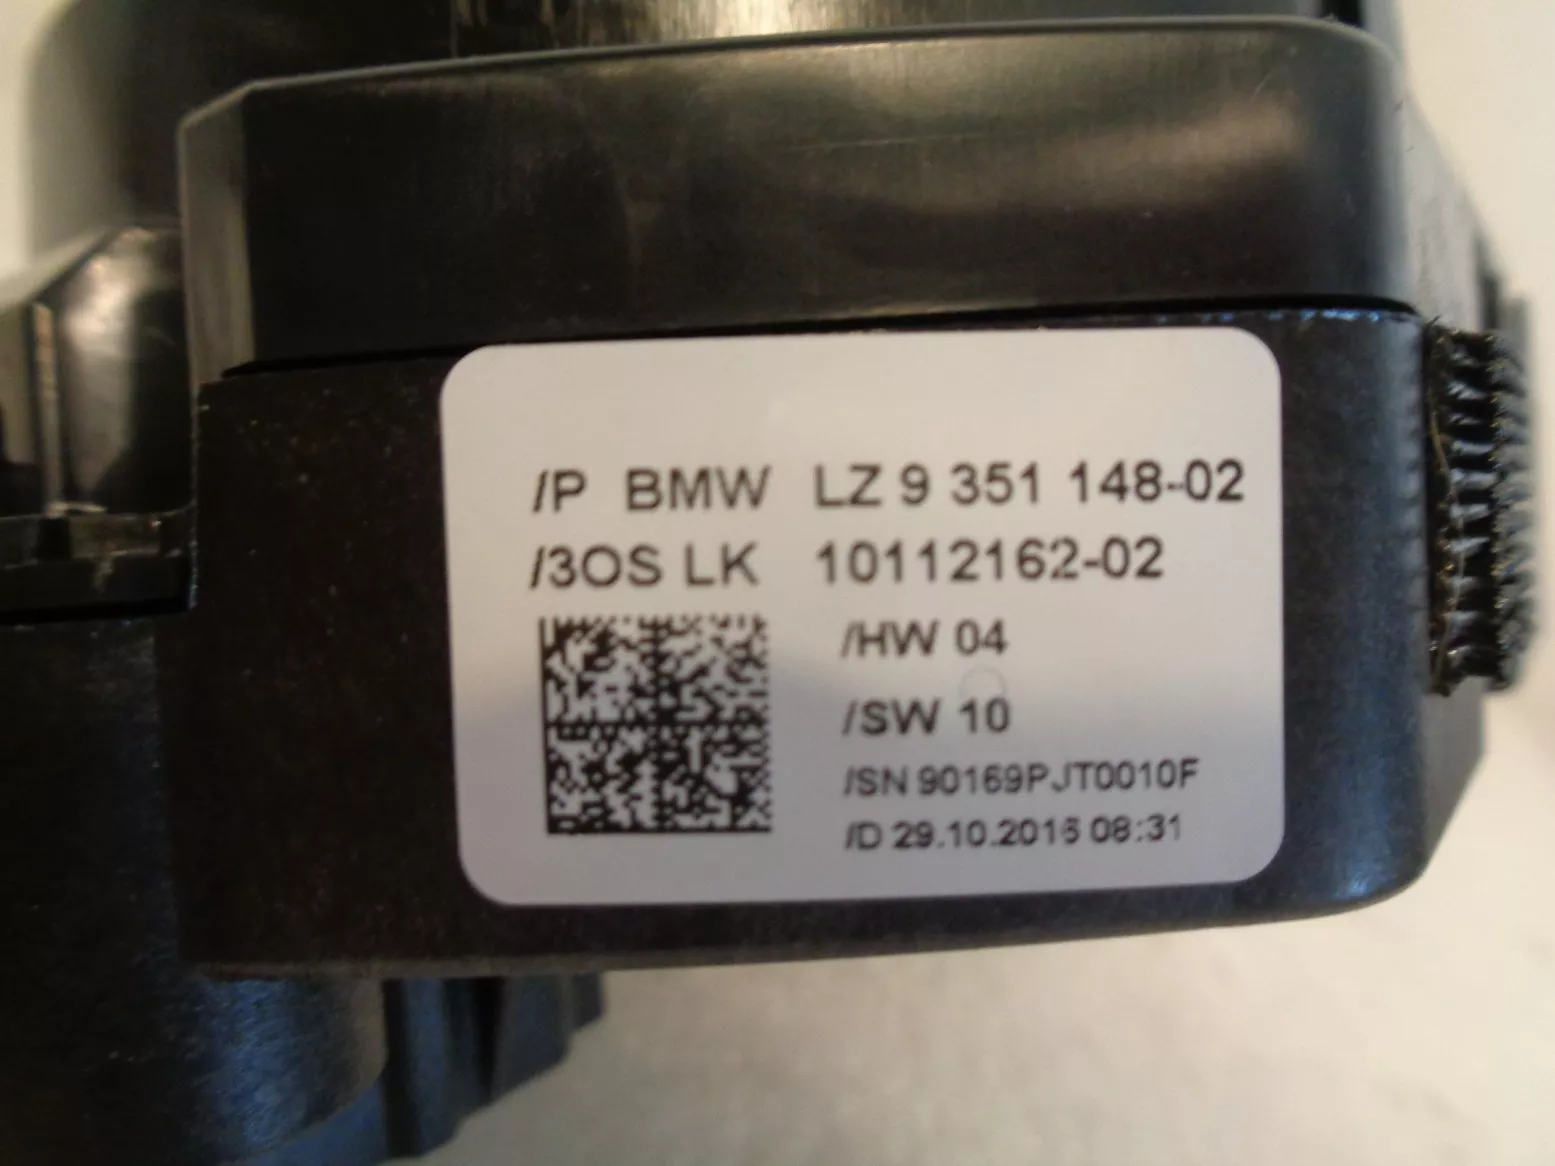 /P BMW LZ 9 351 148-02
/3OS LK 10112162-02
/HW 04
/SW 10
/SN 90169PJT0010F
/D 29.10.2016 08:31